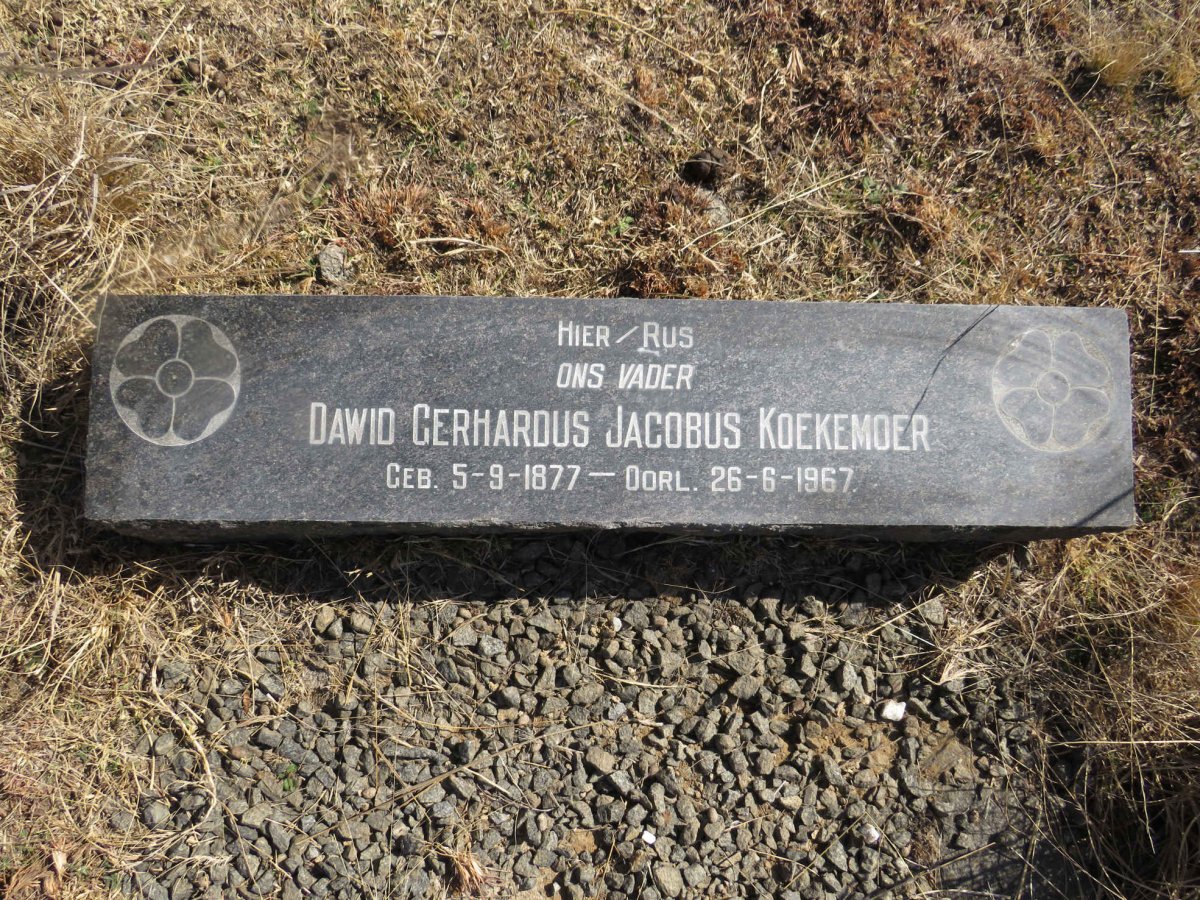 HIER RUS
ONS VADER
DAWID GERHARDUS JACOBUS KOEKEMOER
GEB. 5-9-1877 — OORL. 26-6-1967.